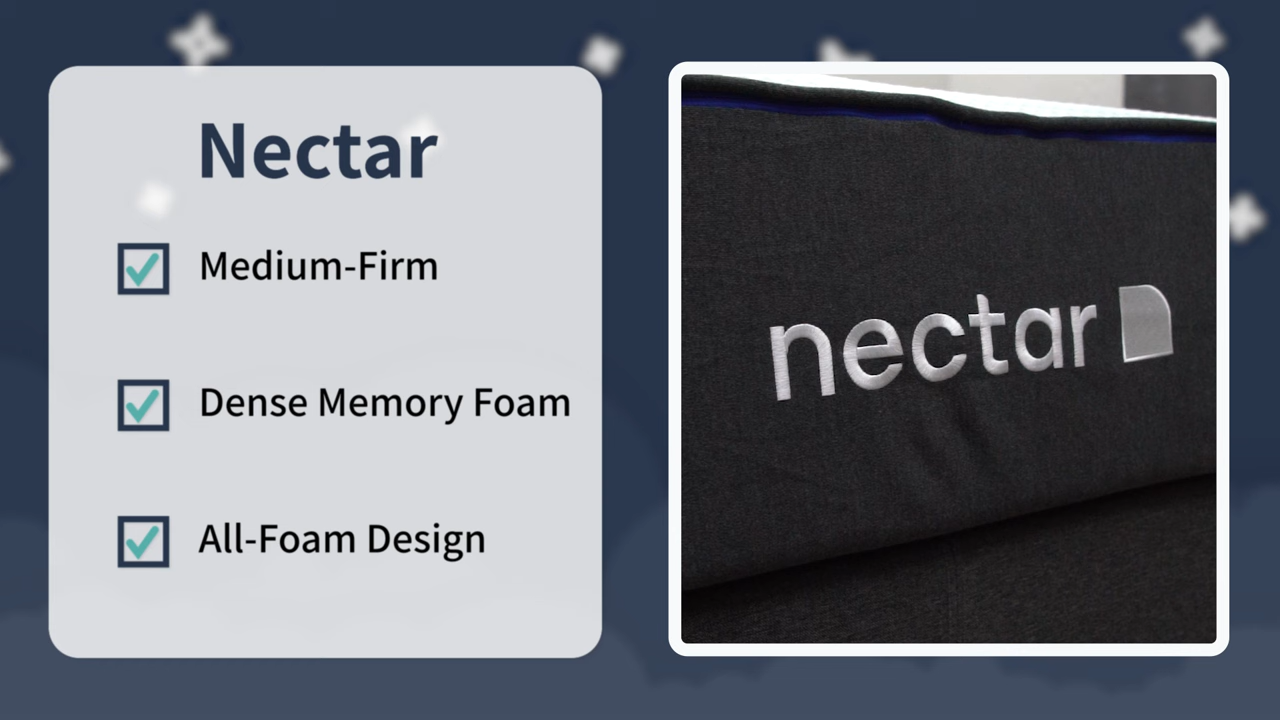 Nectar
Medium-Firm
Dense Memory Foam
All-Foam Design
nectar